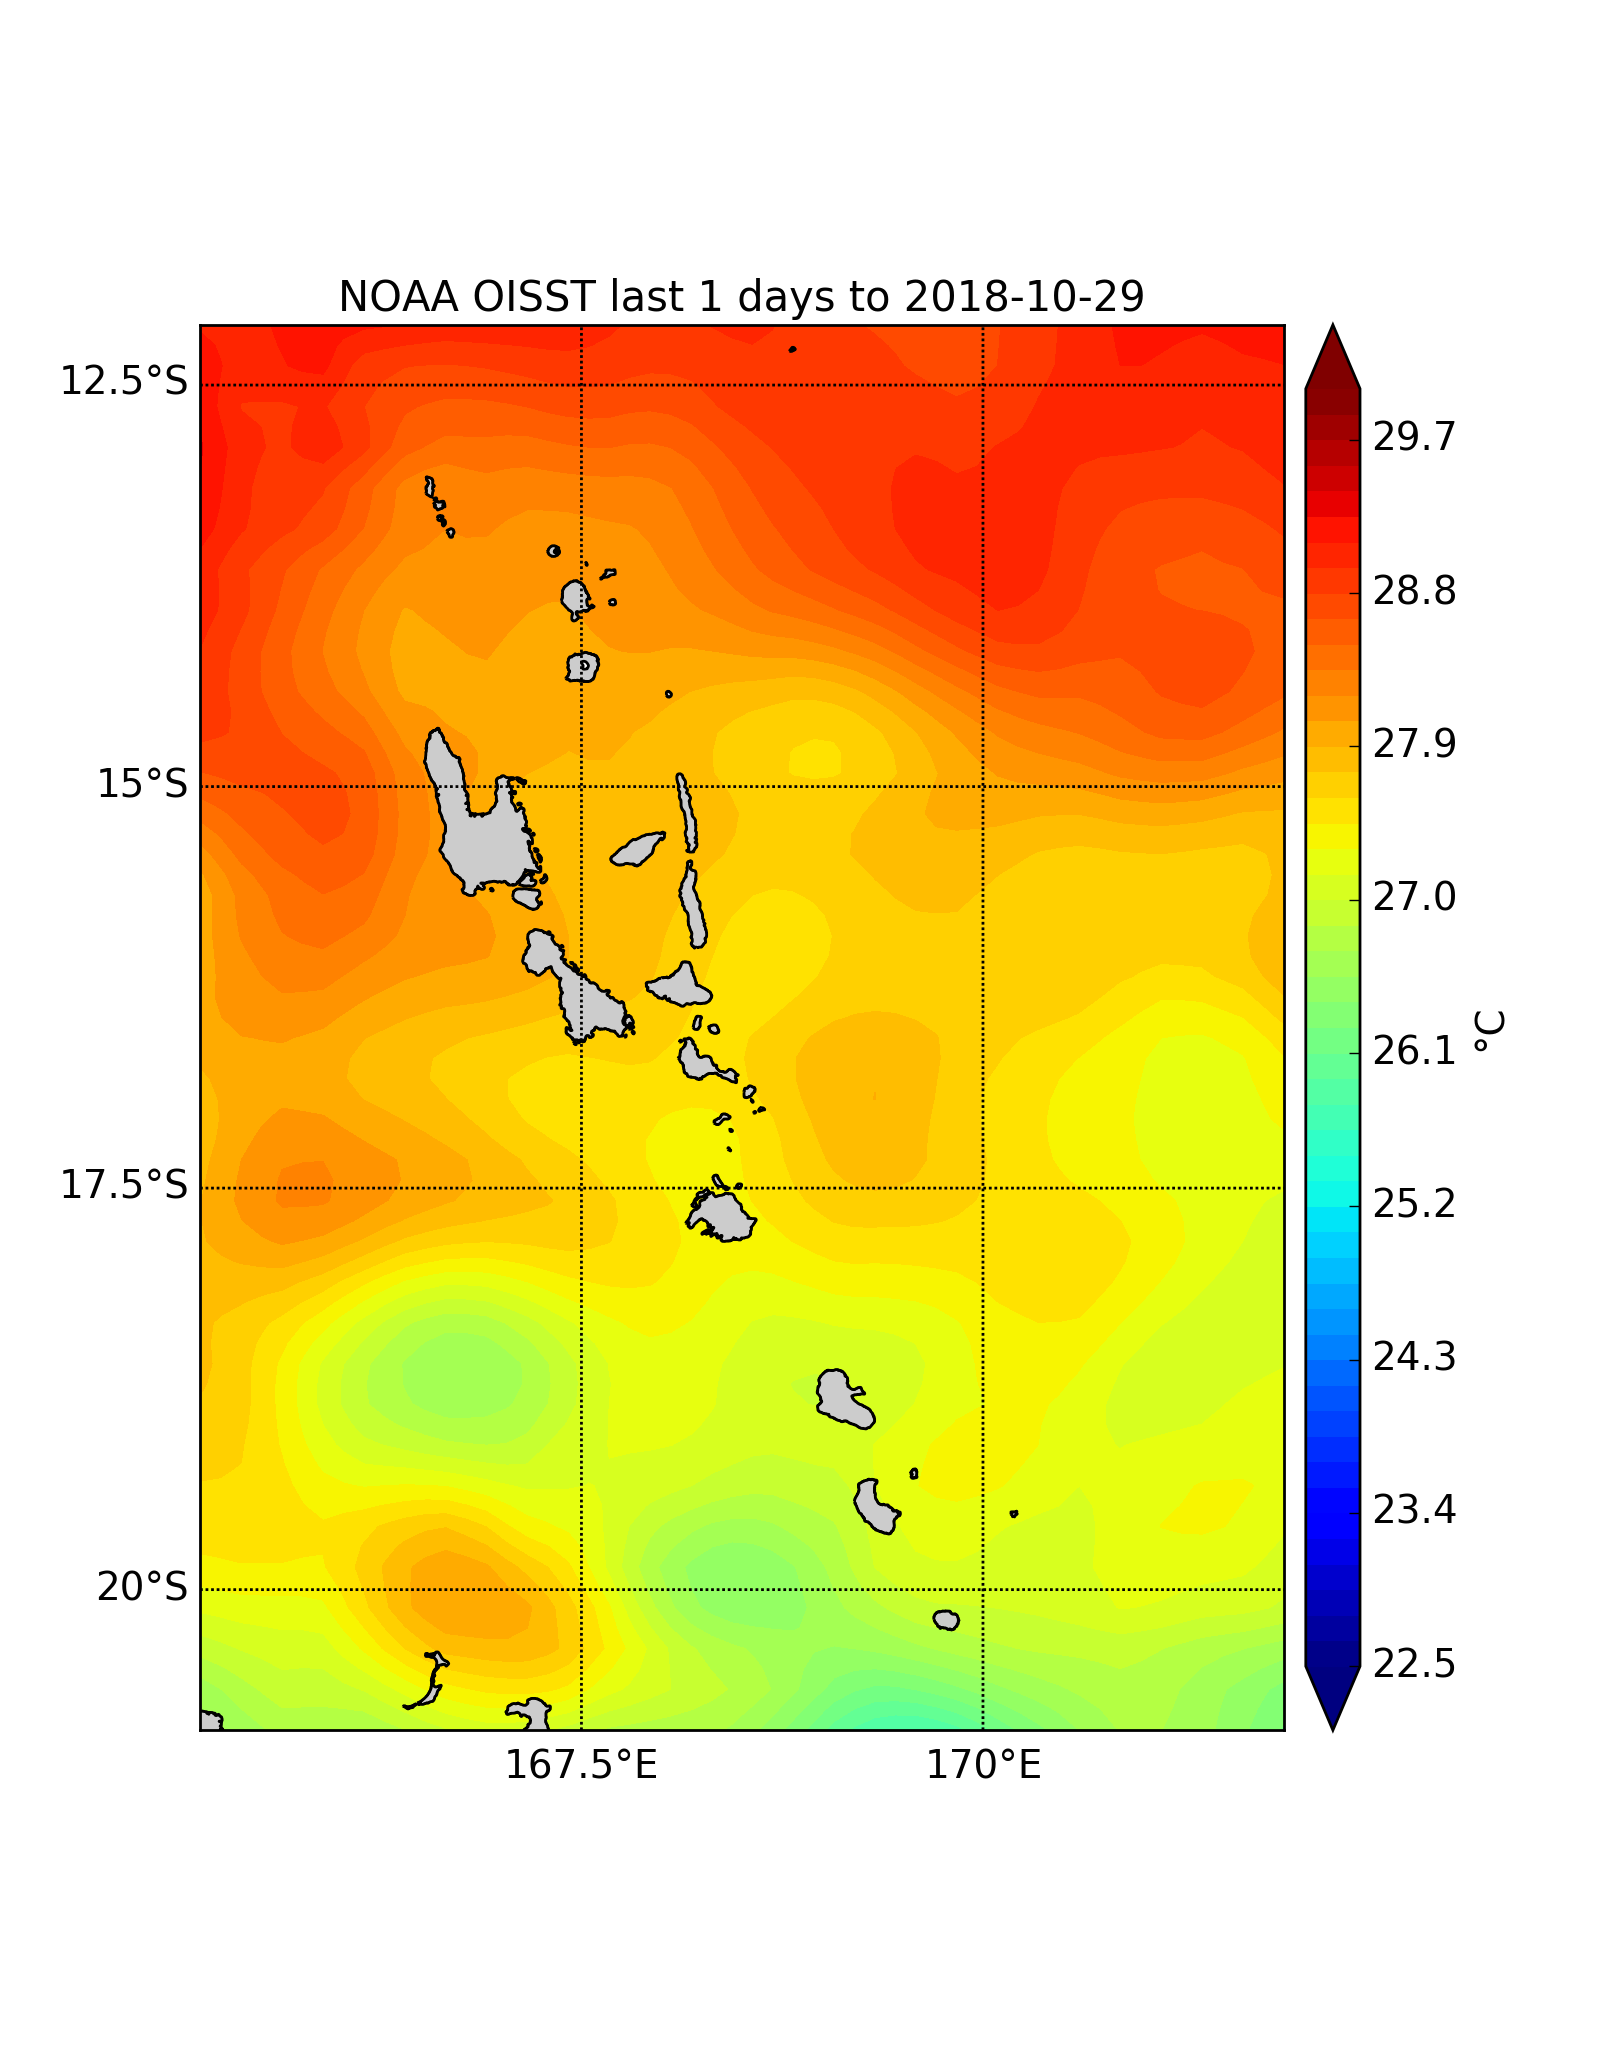 NOAA OISST last 1 days to 2018-10-29
12.5°S
15°S
17.5°S
20°S
167.5°E
170°E
29.7
28.8
27.9
27.0
26.1
25.2
24.3
23.4
22.5
°C